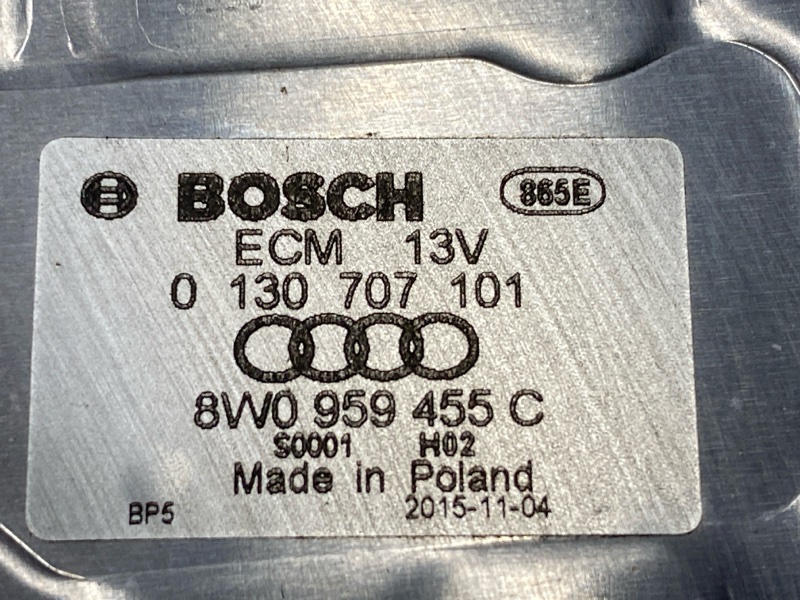 BOSCH 865E
ECM 13V
0 130 707 101
8W0 959 455 C
S0001 H02
Made in Poland
BP5 2015-11-04